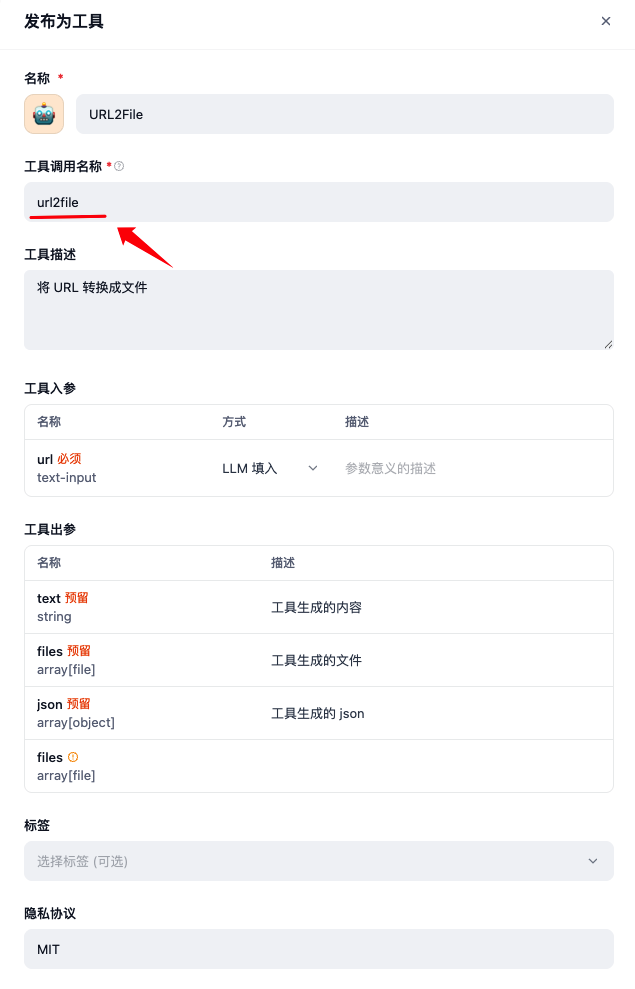 发布为工具
名称 *
URL2File
工具调用名称 *
url2file
工具描述
将 URL 转换成文件
工具入参
名称 方式 描述
url 必须
text-input
LLM 填入
参数意义的描述
工具出参
名称 描述
text 预留
string
工具生成的内容
files 预留
array[file]
工具生成的文件
json 预留
array[object]
工具生成的 json
files
array[file]
标签
选择标签 (可选)
隐私协议
MIT